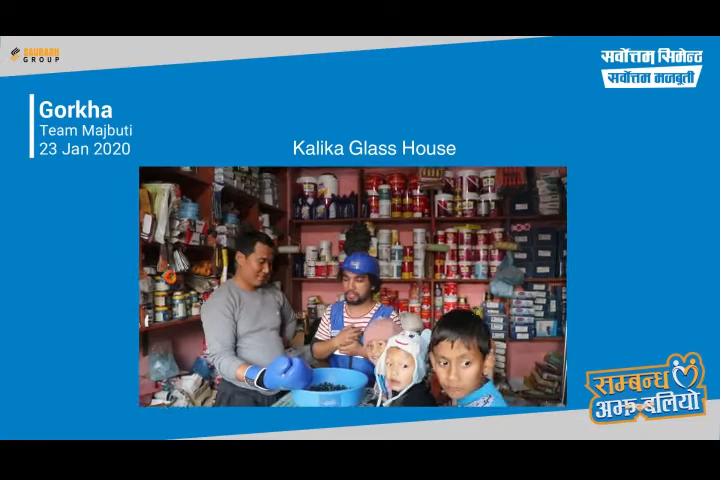 SAURABH
GROUP
सर्वोत्तम सिमेन्ट
सर्वोत्तम मजबूती
Gorkha
Team Majbuti
23 Jan 2020
Kalika Glass House
सम्बन्ध
अझ बलियो